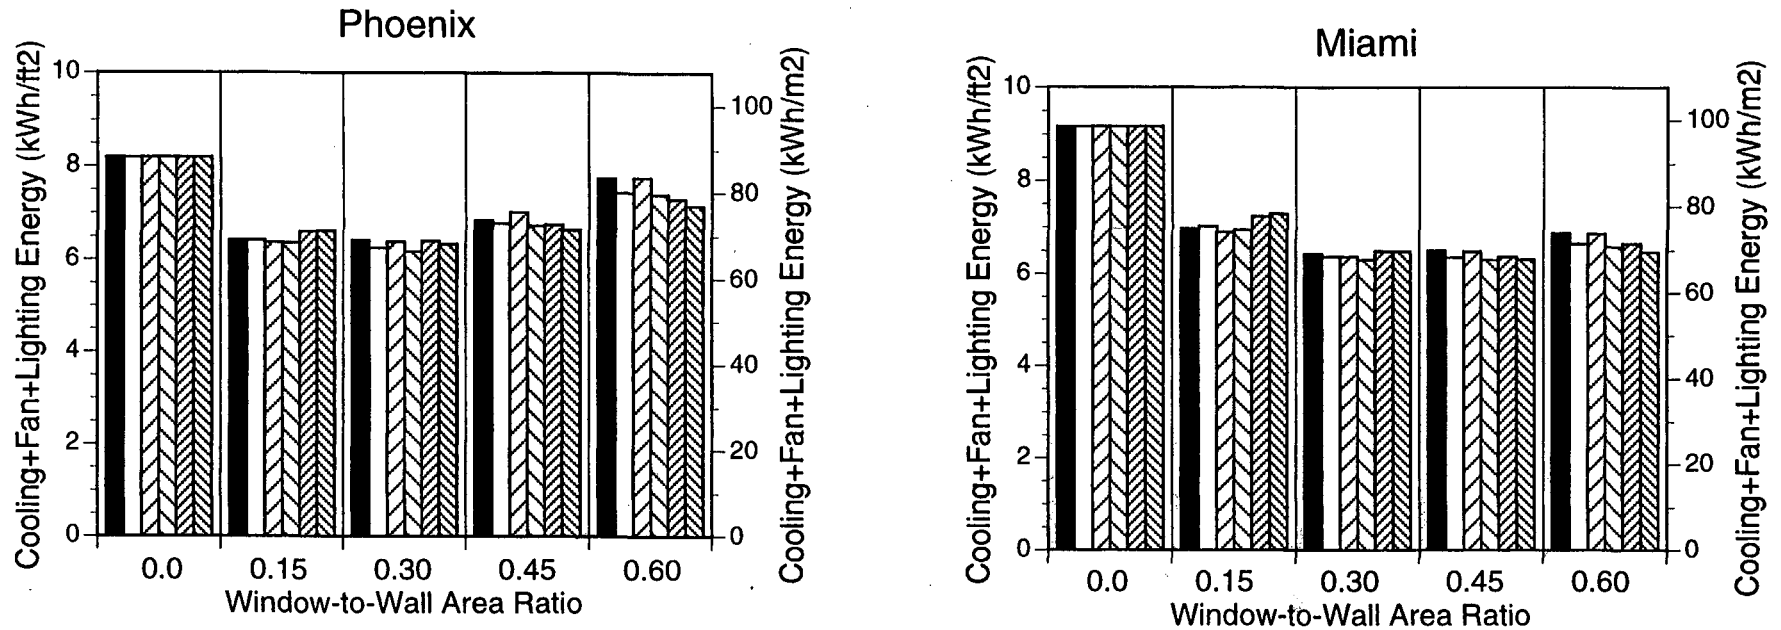 Phoenix
Cooling+Fan+Lighting Energy (kWh/ft2)
10
8
6
4
2
0
100
80
60
40
20
0
Cooling+Fan+Lighting Energy (kWh/m2)
0.0 0.15 0.30 0.45 0.60
Window-to-Wall Area Ratio
Miami
Cooling+Fan+Lighting Energy (kWh/ft2)
10
8
6
4
2
0
100
80
60
40
20
0
Cooling+Fan+Lighting Energy (kWh/m2)
0.0 0.15 0.30 0.45 0.60
Window-to-Wall Area Ratio